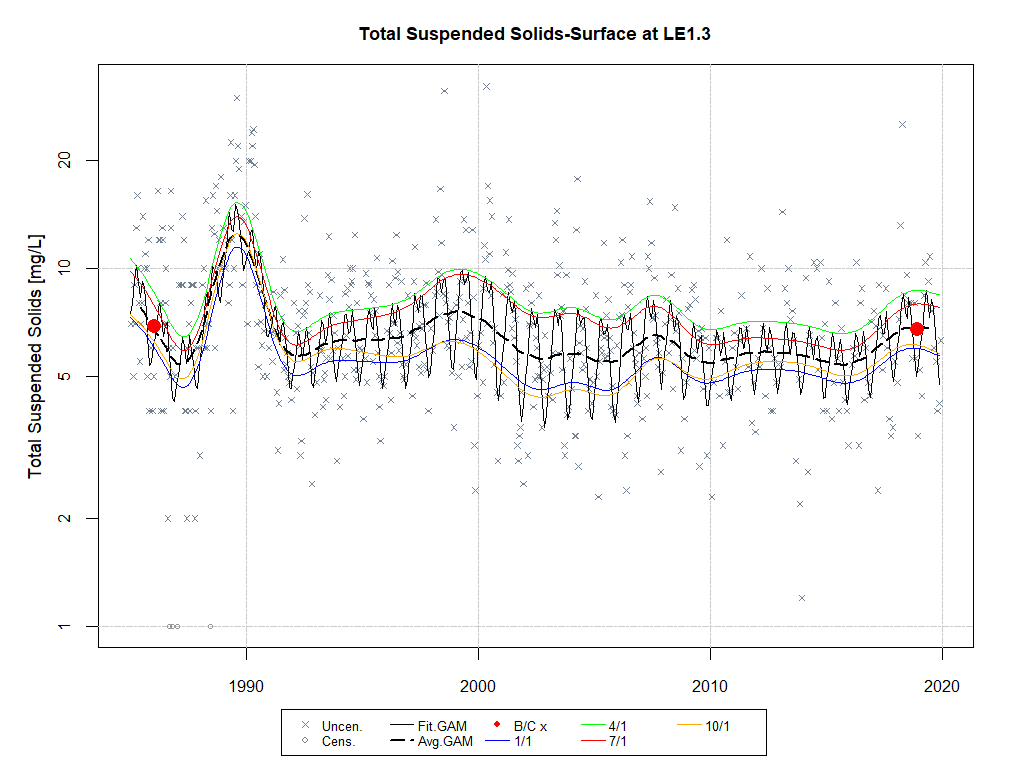 Total Suspended Solids-Surface at LE1.3
Total Suspended Solids [mg/L]
20
10
5
2
1
1990 2000 2010 2020
Uncen. Fit.GAM B/C x 4/1 10/1
Cens. Avg.GAM 1/1 7/1